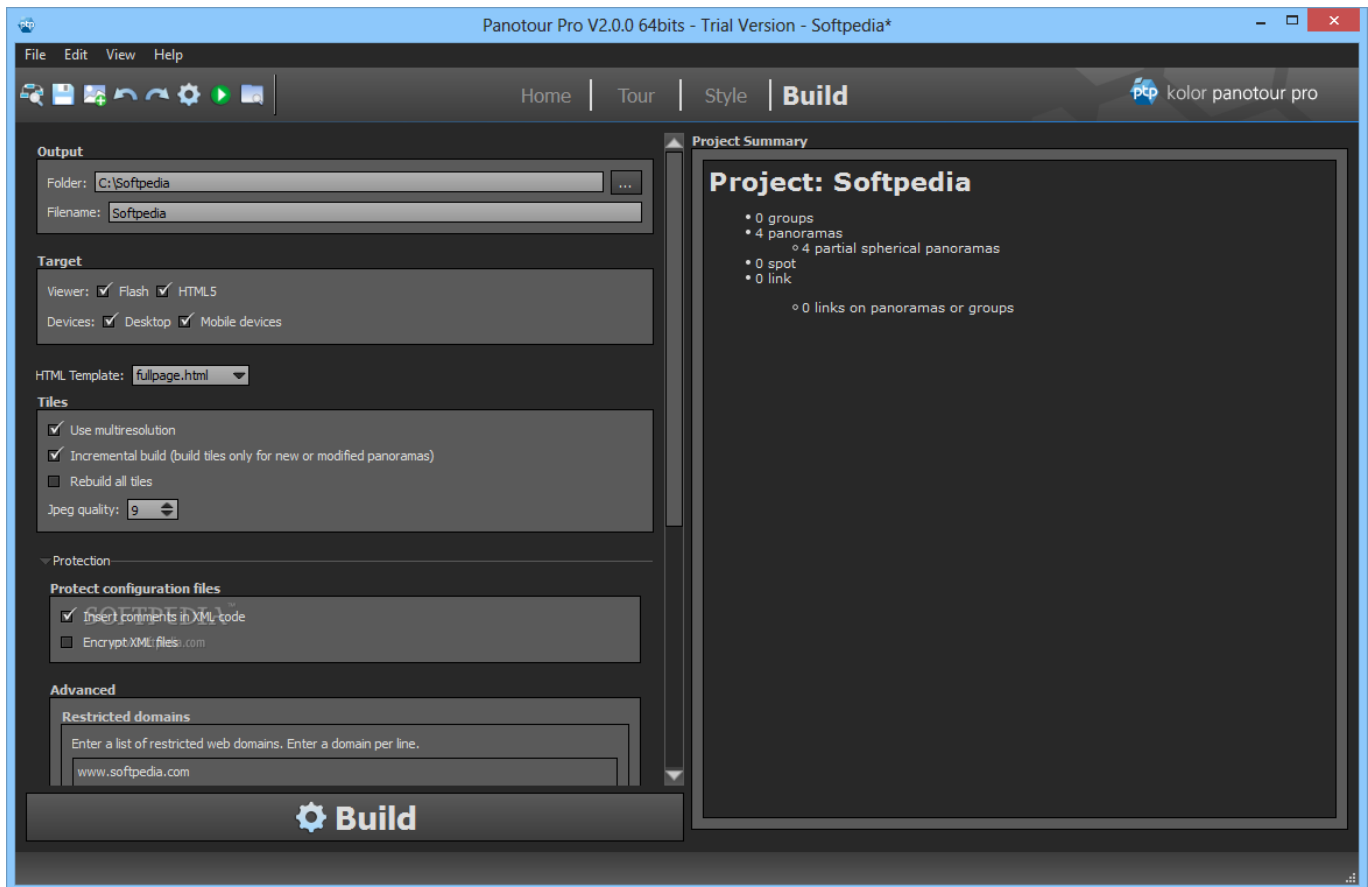 ptp
Panotour Pro V2.0.0 64bits - Trial Version - Softpedia*
File Edit View Help
Home Tour Style Build
ptp kolor panotour pro
Output
Folder: C:\Softpedia ...
Filename: Softpedia
Target
Viewer: Flash HTML5
Devices: Desktop Mobile devices
HTML Template: fullpage.html
Tiles
Use multiresolution
Incremental build (build tiles only for new or modified panoramas)
Rebuild all tiles
Jpeg quality: 9
Protection
Protect configuration files
SOFTPEDIA™
Insert comments in XML code
Encrypt XML files
Advanced
Restricted domains
Enter a list of restricted web domains. Enter a domain per line.
www.softpedia.com
Build
Project Summary
Project: Softpedia
• 0 groups
• 4 panoramas
◦ 4 partial spherical panoramas
• 0 spot
• 0 link
◦ 0 links on panoramas or groups